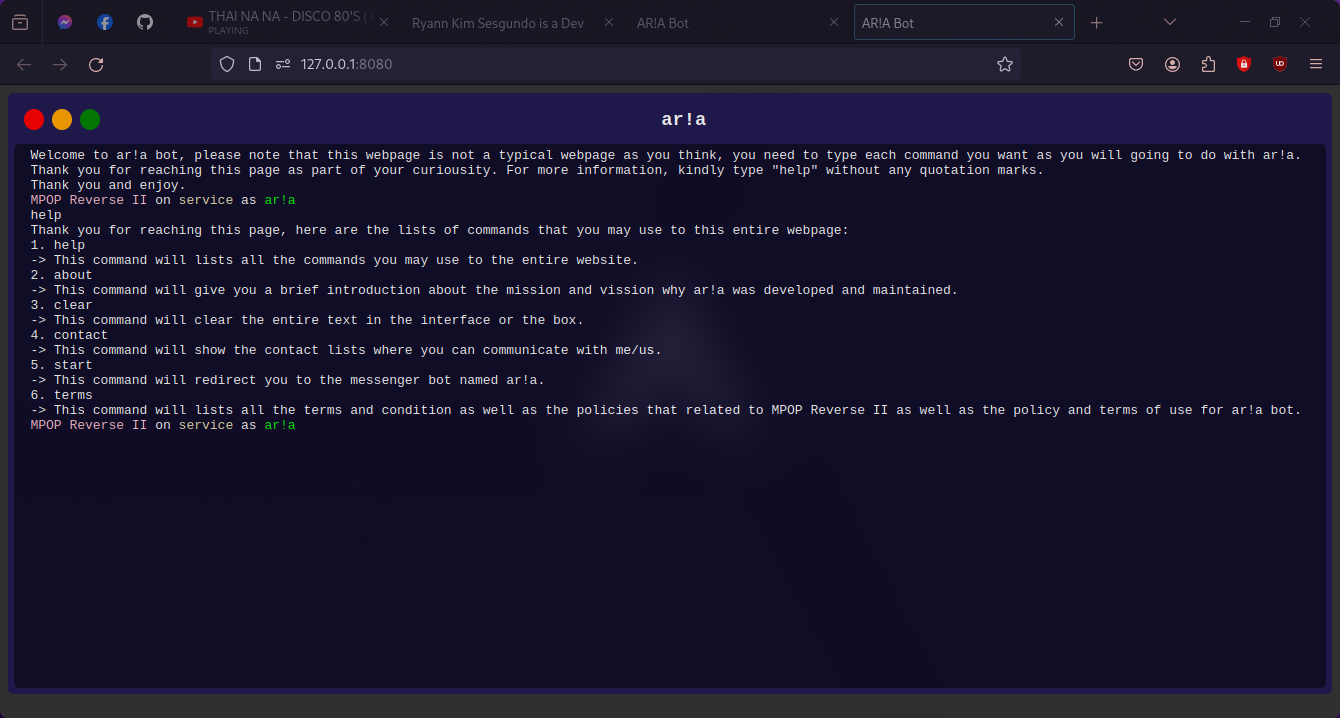 THAI NA NA - DISCO 80'S (
PLAYING
Ryann Kim Sesgundo is a Dev
AR!A Bot
AR!A Bot
127.0.0.1:8080
ar!a
Welcome to ar!a bot, please note that this webpage is not a typical webpage as you think, you need to type each command you want as you will going to do with ar!a.
Thank you for reaching this page as part of your curiousity. For more information, kindly type "help" without any quotation marks.
Thank you and enjoy.
MPOP Reverse II on service as ar!a
help
Thank you for reaching this page, here are the lists of commands that you may use to this entire webpage:
1. help
-> This command will lists all the commands you may use to the entire website.
2. about
-> This command will give you a brief introduction about the mission and vission why ar!a was developed and maintained.
3. clear
-> This command will clear the entire text in the interface or the box.
4. contact
-> This command will show the contact lists where you can communicate with me/us.
5. start
-> This command will redirect you to the messenger bot named ar!a.
6. terms
-> This command will lists all the terms and condition as well as the policies that related to MPOP Reverse II as well as the policy and terms of use for ar!a bot.
MPOP Reverse II on service as ar!a